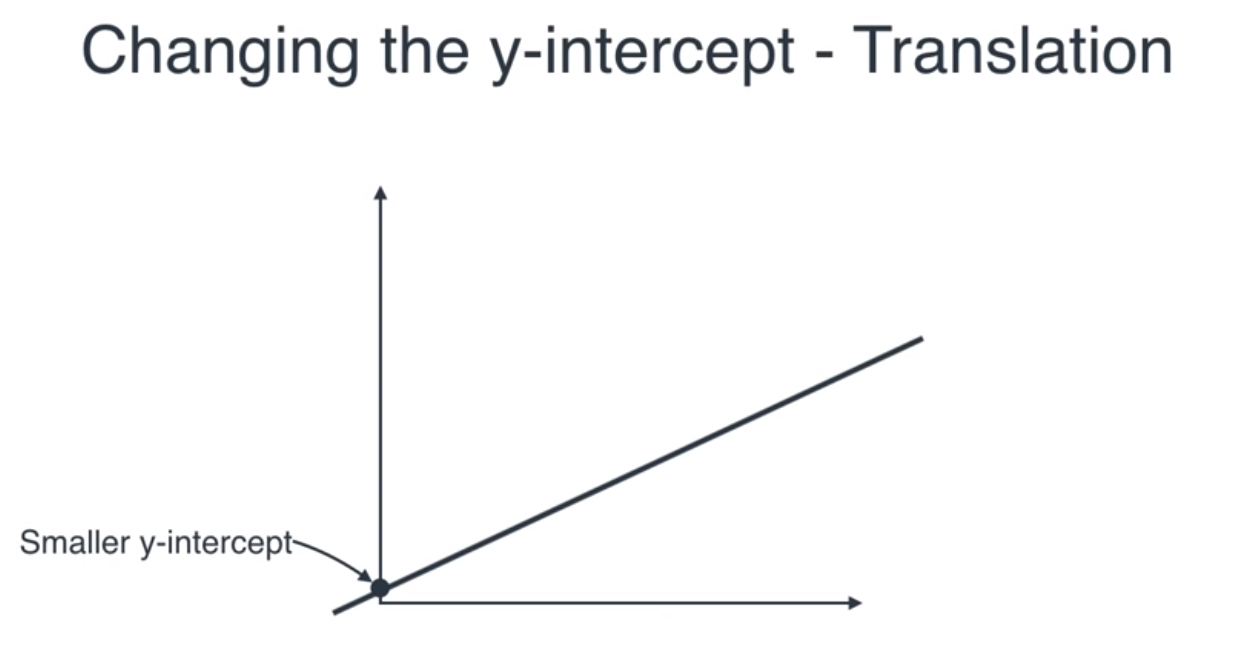 Changing the y-intercept - Translation
Smaller y-intercept